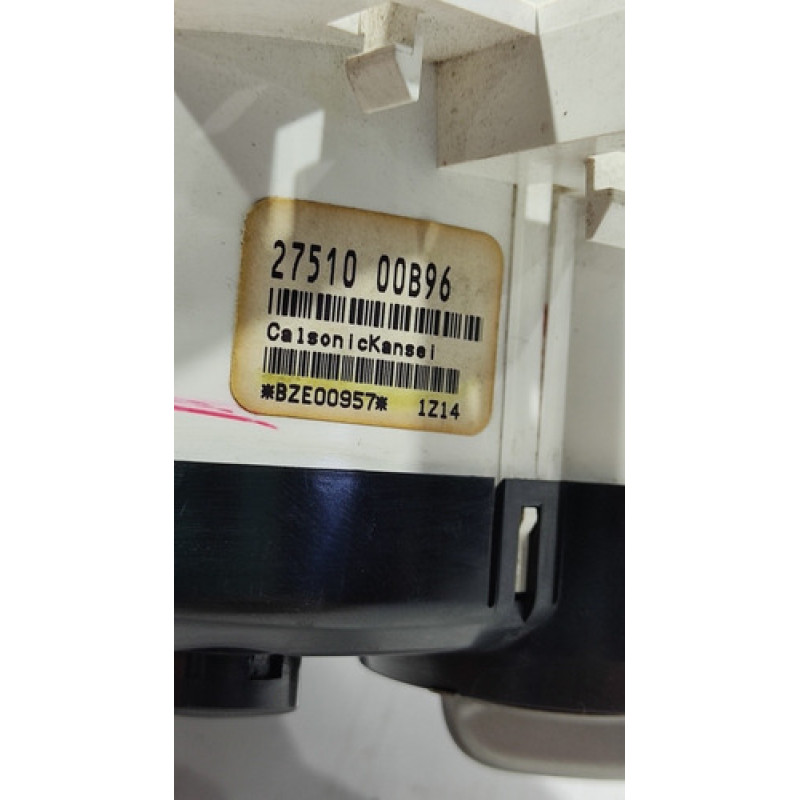 27510 00B96
CalsonicKansei
*BZE00957* 1Z14